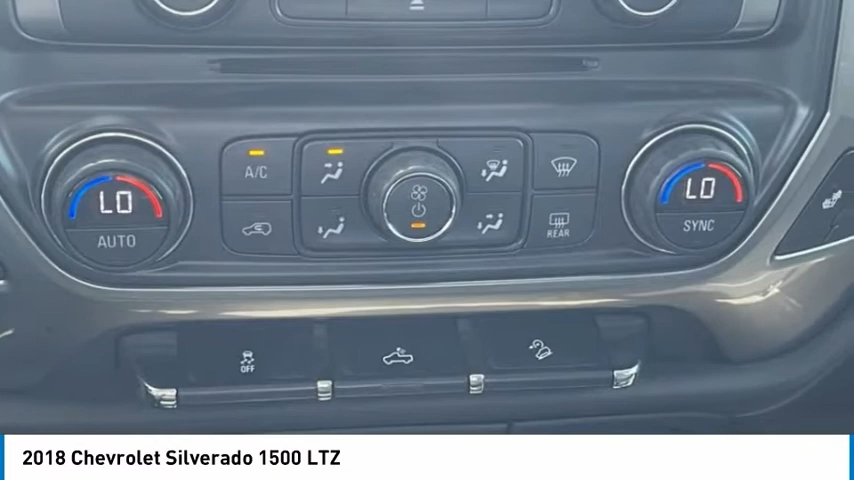 A/C
LO
AUTO
LO
SYNC
REAR
OFF
2018 Chevrolet Silverado 1500 LTZ